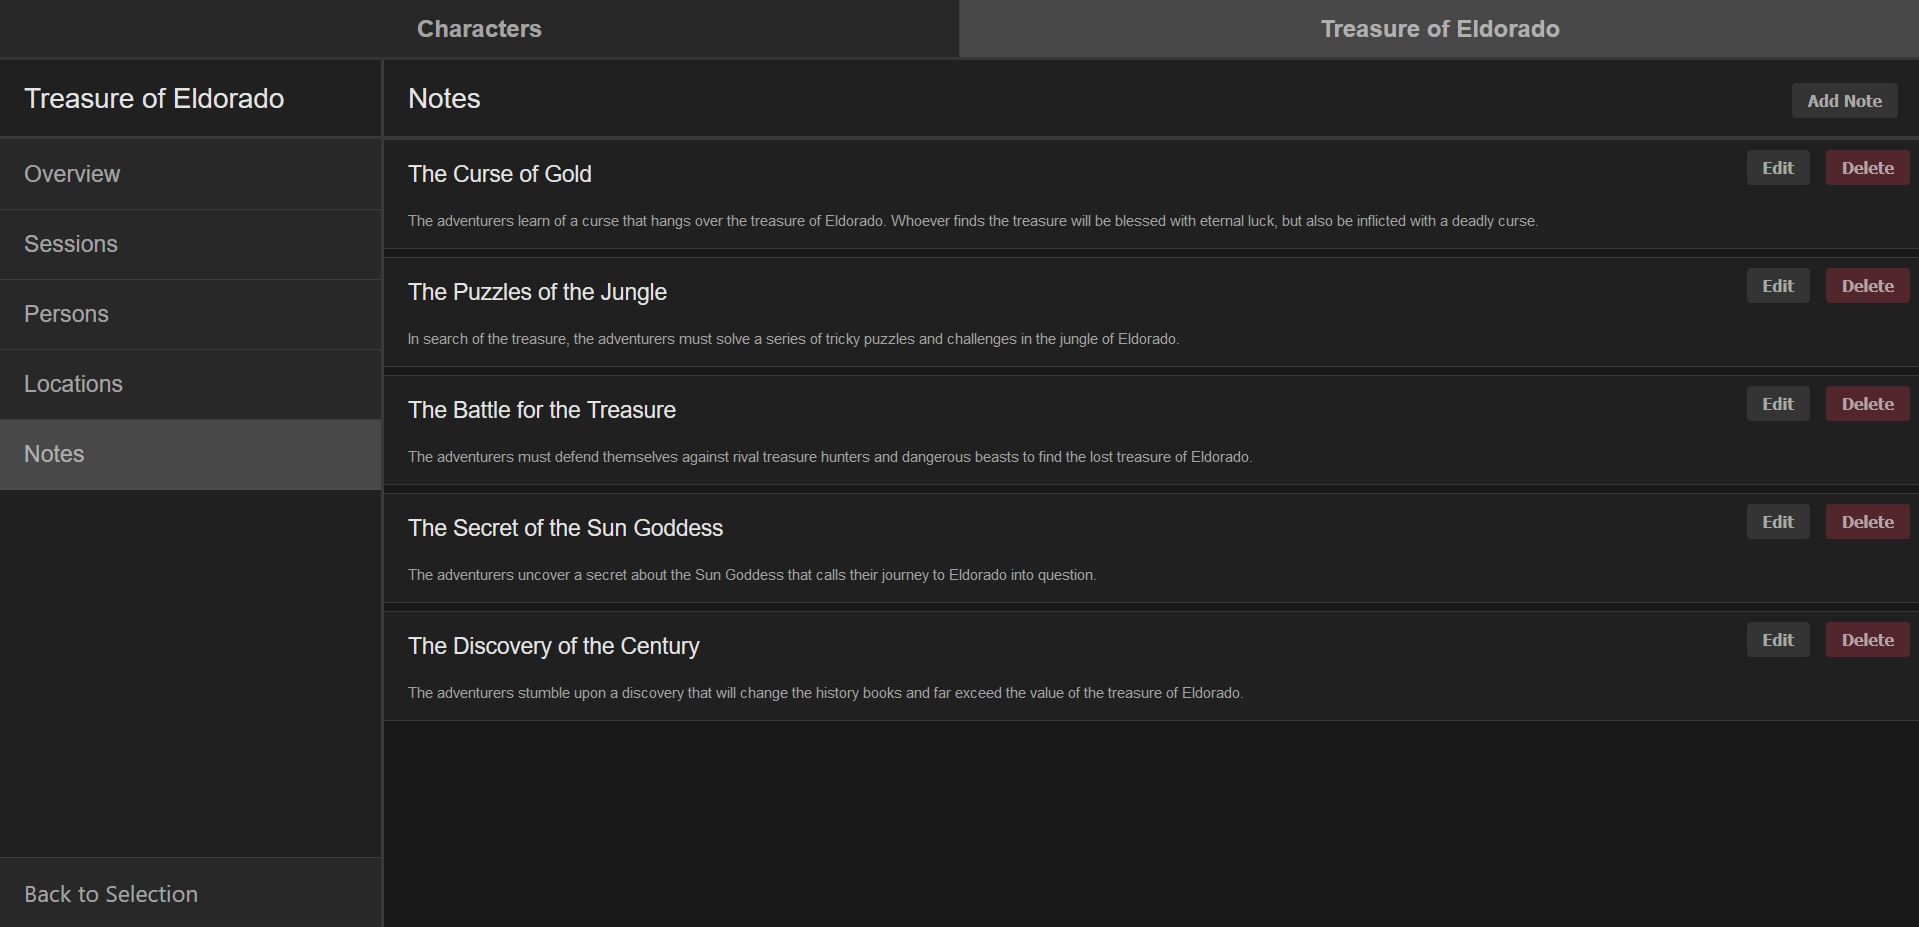 Characters
Treasure of Eldorado
Treasure of Eldorado
Overview
Sessions
Persons
Locations
Notes
Back to Selection
Notes
Add Note
The Curse of Gold
Edit
Delete
The adventurers learn of a curse that hangs over the treasure of Eldorado. Whoever finds the treasure will be blessed with eternal luck, but also be inflicted with a deadly curse.
The Puzzles of the Jungle
Edit
Delete
In search of the treasure, the adventurers must solve a series of tricky puzzles and challenges in the jungle of Eldorado.
The Battle for the Treasure
Edit
Delete
The adventurers must defend themselves against rival treasure hunters and dangerous beasts to find the lost treasure of Eldorado.
The Secret of the Sun Goddess
Edit
Delete
The adventurers uncover a secret about the Sun Goddess that calls their journey to Eldorado into question.
The Discovery of the Century
Edit
Delete
The adventurers stumble upon a discovery that will change the history books and far exceed the value of the treasure of Eldorado.